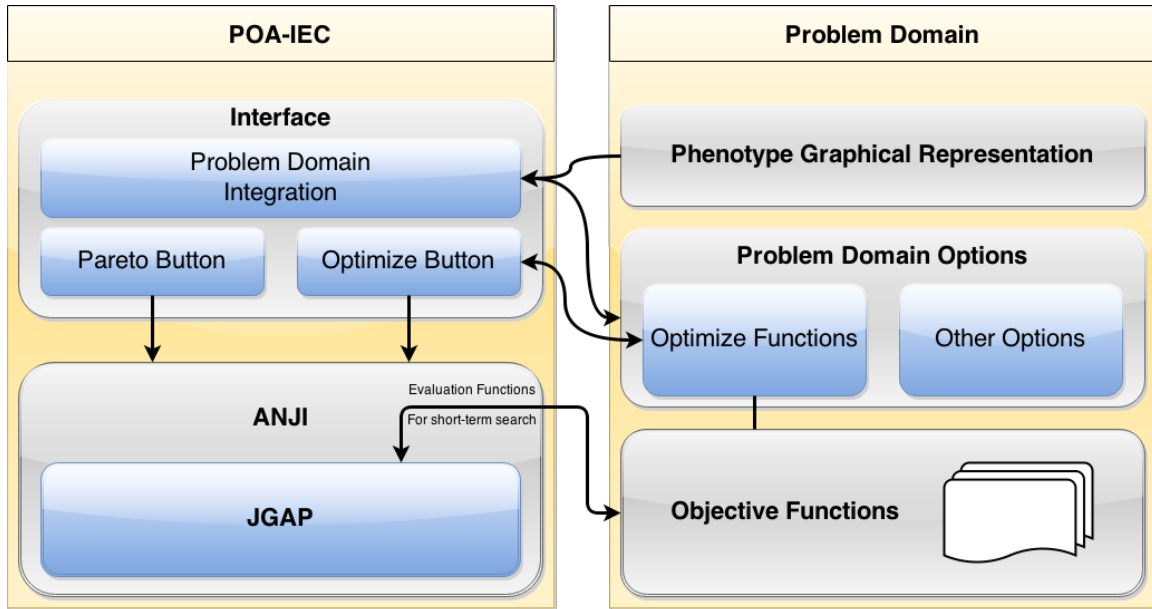 POA-IEC
Interface
Problem Domain
Integration
Pareto Button
Optimize Button
ANJI
Evaluation Functions
For short-term search
JGAP
Problem Domain
Phenotype Graphical Representation
Problem Domain Options
Optimize Functions
Other Options
Objective Functions